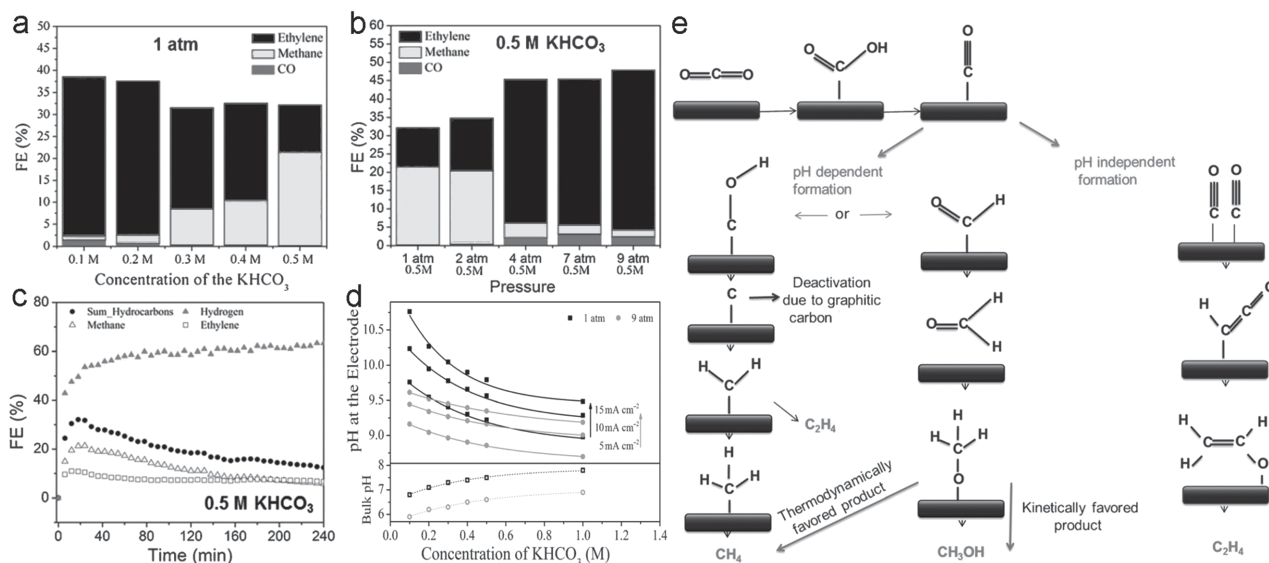 a
1 atm
Ethylene
Methane
CO
FE (%)
50
45
40
35
30
25
20
15
10
5
0
0.1 M
0.2 M
0.3 M
0.4 M
0.5 M
Concentration of the KHCO3
b
0.5 M KHCO3
Ethylene
Methane
CO
FE (%)
60
55
50
45
40
35
30
25
20
15
10
5
0
1 atm
0.5M
2 atm
0.5M
4 atm
0.5M
7 atm
0.5M
9 atm
0.5M
Pressure
c
Sum_Hydrocarbons
Hydrogen
Methane
Ethylene
FE (%)
80
60
40
20
0
0.5 M KHCO3
0
40
80
120
160
200
240
Time (min)
d
1 atm
9 atm
pH at the Electrode
10.5
10.0
9.5
9.0
15mA cm-2
10mA cm-2
5mA cm-2
Bulk pH
8
7
6
0.0
0.2
0.4
0.6
0.8
1.0
1.2
1.4
Concentration of KHCO3 (M)
e
O
C
O
O
OH
C
O
C
pH dependent
formation
pH independent
formation
or
H
O
C
O
H
C
O
O
C
C
C
Deactivation
due to graphitic
carbon
H
O
C
H
H
C
O
C
H
H
C
C2H4
H
H
C
H
O
H
C
C
H
H
O
H
H
H
C
Thermodynamically
favored product
Kinetically favored
product
CH4
CH3OH
C2H4